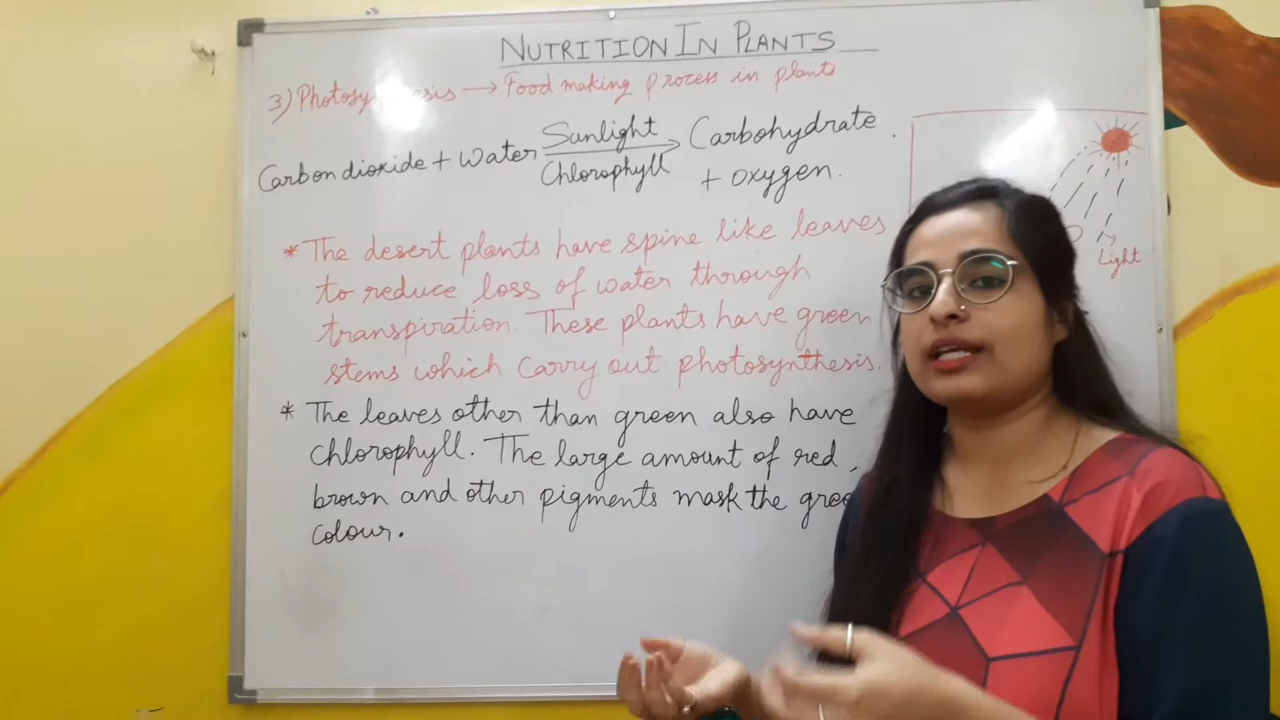 NUTRITION IN PLANTS
3) Photosynthesis → Food making process in plants
Sunlight
Carbon dioxide + Water → Carbohydrate
Chlorophyll
+ Oxygen.
* The desert plants have spine like leaves
to reduce loss of water through
transpiration. These plants have green
stems which carry out photosynthesis.
* The leaves other than green also have
chlorophyll. The large amount of red,
brown and other pigments mask the
colour.
Light